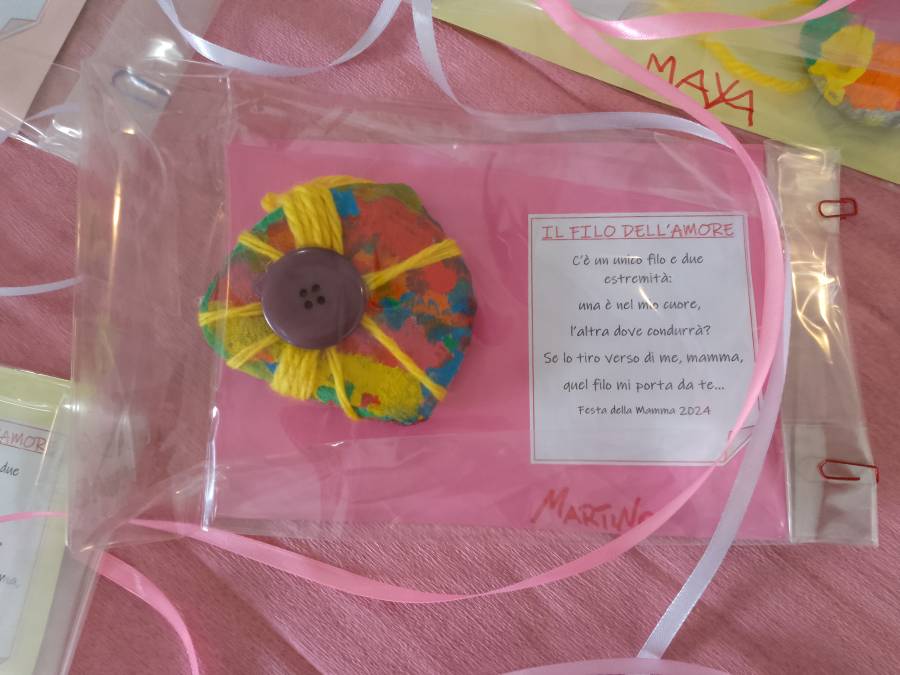 MAYA
IL FILO DELL'AMORE
C'è un unico filo e due
estremità:
una è nel mio cuore,
l'altra dove condurrà?
Se lo tiro verso di me, mamma,
quel filo mi porta da te...
Festa della Mamma 2024
MARTINO
AMORE
due